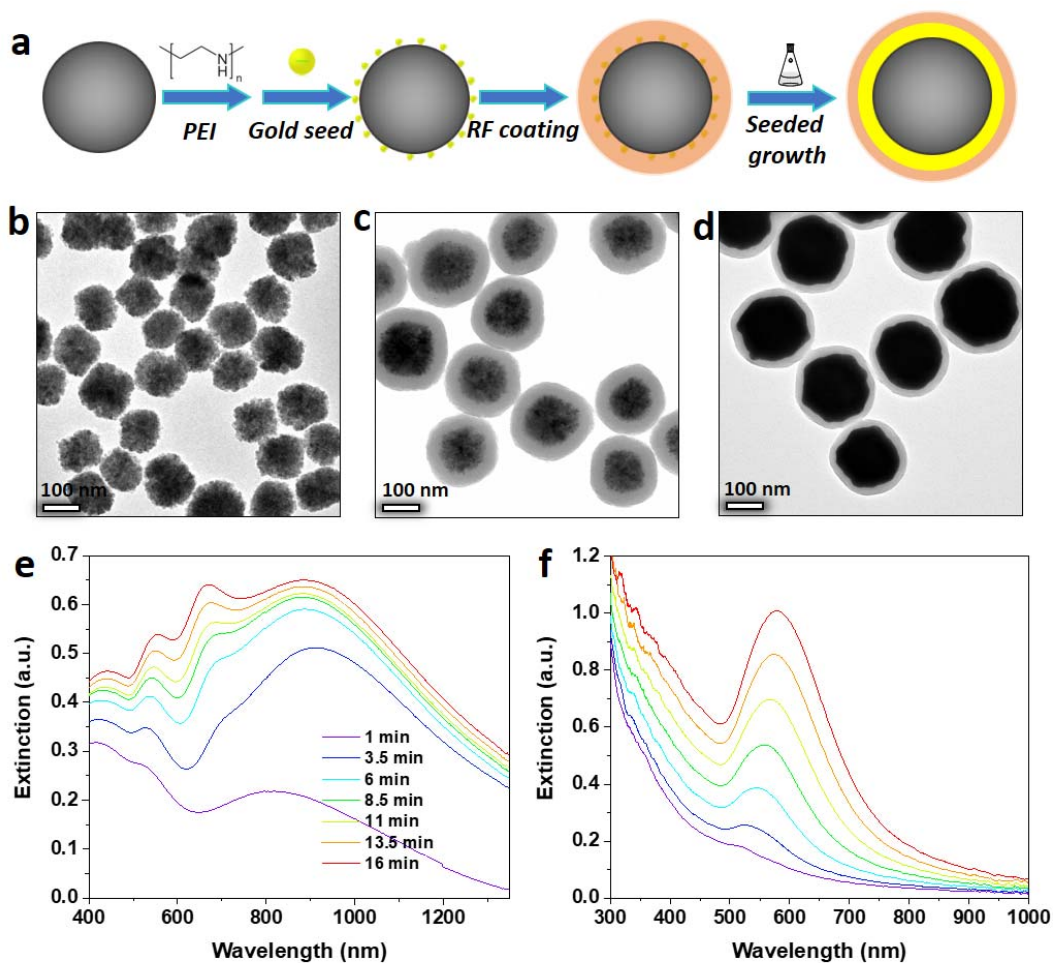 a
N
H
n
PEI
Gold seed
RF coating
Seeded
growth
b
100 nm
c
100 nm
d
100 nm
e
0.7
0.6
0.5
0.4
0.3
0.2
0.1
0.0
Extinction (a.u.)
1 min
3.5 min
6 min
8.5 min
11 min
13.5 min
16 min
400 600 800 1000 1200
Wavelength (nm)
f
1.2
1.0
0.8
0.6
0.4
0.2
0.0
Extinction (a.u.)
300 400 500 600 700 800 900 1000
Wavelength (nm)